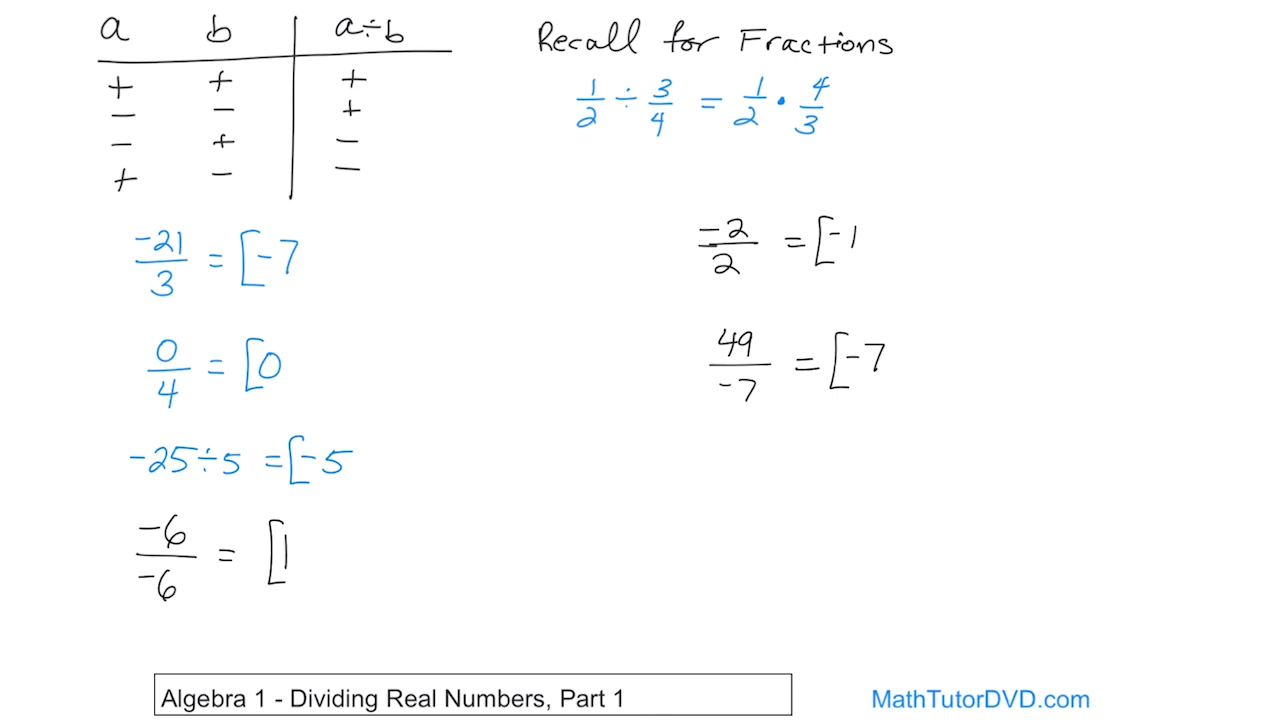 a b a÷b
+ + +
− − +
− + −
+ − −
-21/3 = [-7
0/4 = [0
-25÷5 = [-5
-6/-6 = [1
Recall for Fractions
1/2 ÷ 3/4 = 1/2 • 4/3
-2/2 = [-1
49/-7 = [-7
Algebra 1 - Dividing Real Numbers, Part 1
MathTutorDVD.com